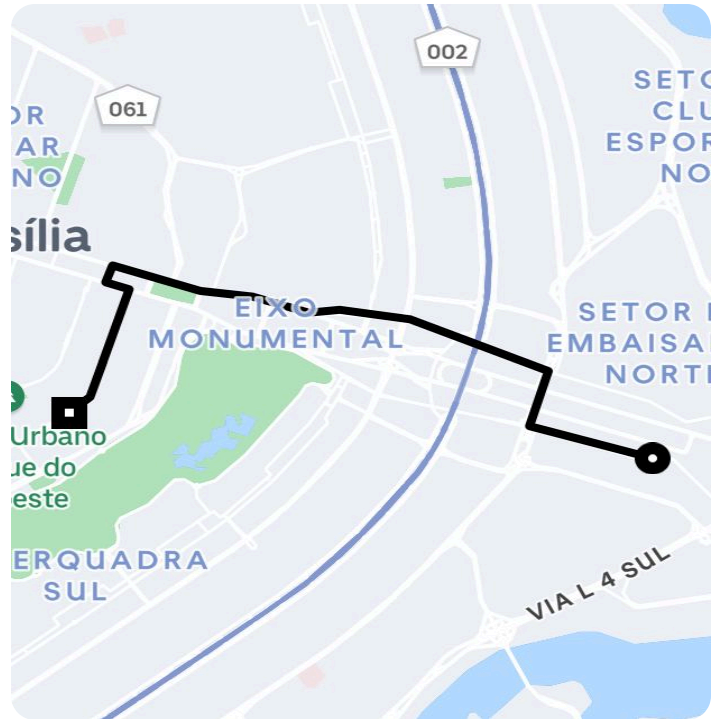 002
SETO
CLU
ESPOR
NO
061
OR
AR
NO
sília
EIXO
MONUMENTAL
SETOR
EMBAISA
NORT
Urbano
ue do
este
ERQUADRA
SUL
VIA L 4 SUL